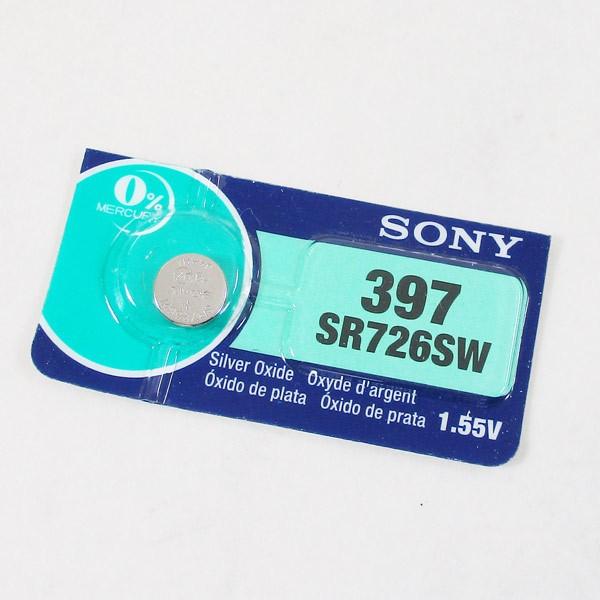 0%
MERCURY
SONY
397
SR726SW
Silver Oxide Oxyde d'argent
Óxido de plata Óxido de prata 1.55V